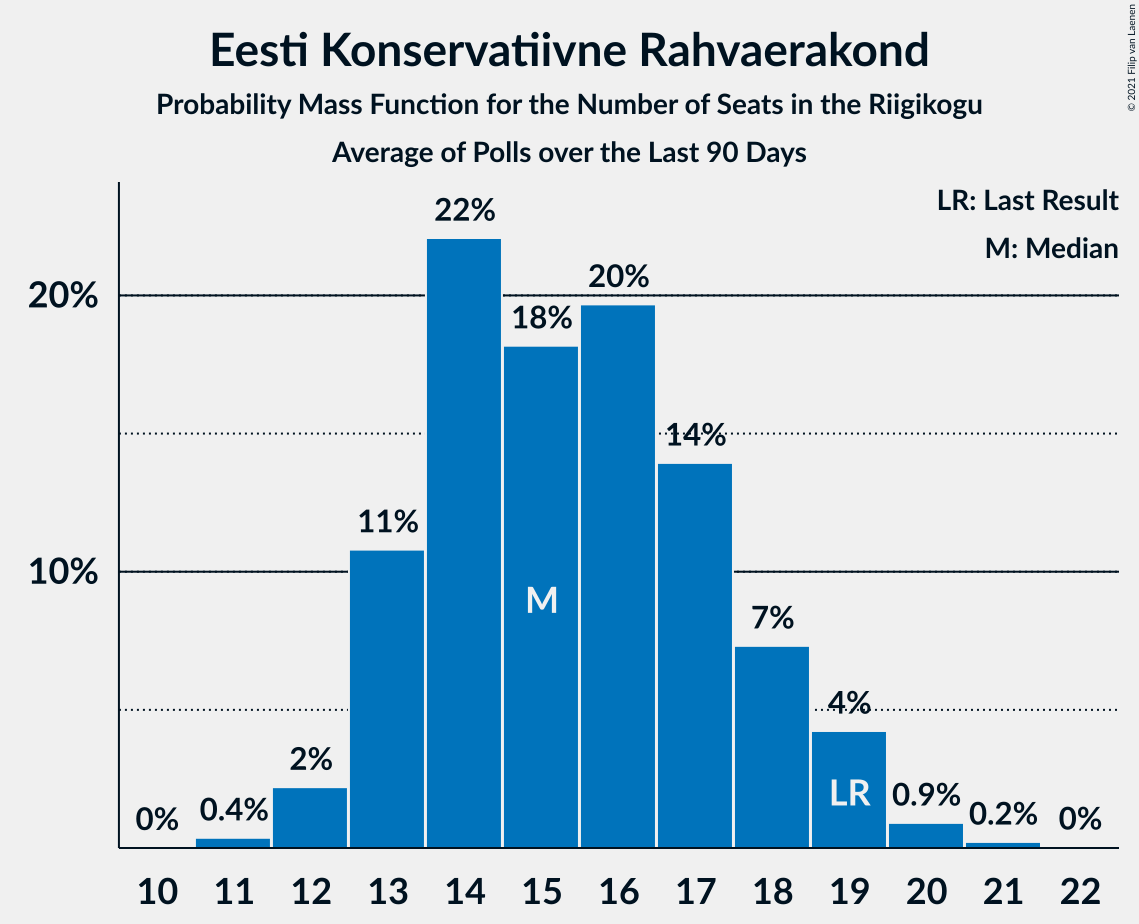 Eesti Konservatiivne Rahvaerakond
Probability Mass Function for the Number of Seats in the Riigikogu
Average of Polls over the Last 90 Days
© 2021 Filip van Laenen
LR: Last Result
M: Median
20%
10%
0%
0.4%
2%
11%
22%
18%
20%
14%
7%
4%
0.9%
0.2%
0%
M
LR
10 11 12 13 14 15 16 17 18 19 20 21 22